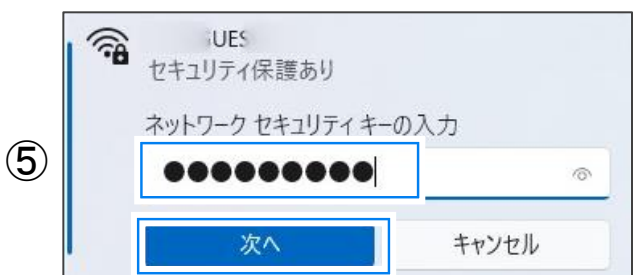 セキュリティ保護あり
ネットワーク セキュリティ キーの入力
⑤
●●●●●●●●●
次へ
キャンセル